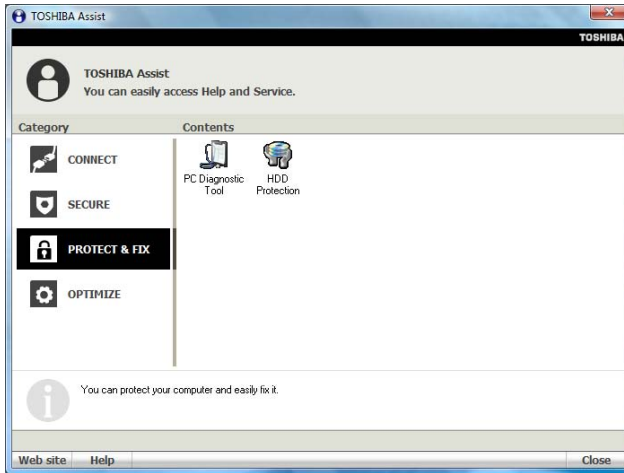 TOSHIBA Assist
TOSHIBA
TOSHIBA Assist
You can easily access Help and Service.
Category
Contents
CONNECT
SECURE
PROTECT & FIX
OPTIMIZE
PC Diagnostic
Tool
HDD
Protection
You can protect your computer and easily fix it.
Web site
Help
Close